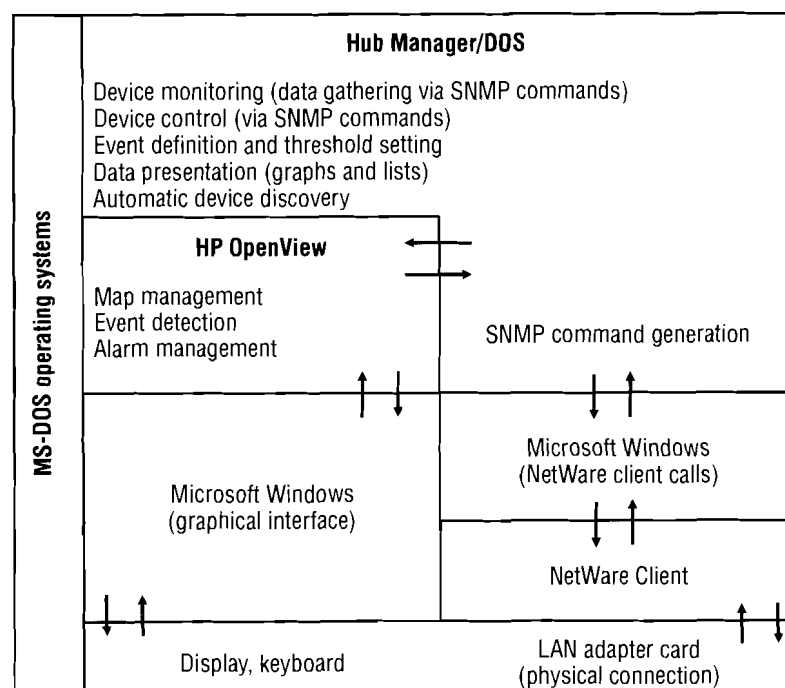 Hub Manager/DOS
Device monitoring (data gathering via SNMP commands)
Device control (via SNMP commands)
Event definition and threshold setting
Data presentation (graphs and lists)
Automatic device discovery
MS-DOS operating systems
HP OpenView
Map management
Event detection
Alarm management
SNMP command generation
Microsoft Windows
(graphical interface)
Microsoft Windows
(NetWare client calls)
NetWare Client
Display, keyboard
LAN adapter card
(physical connection)